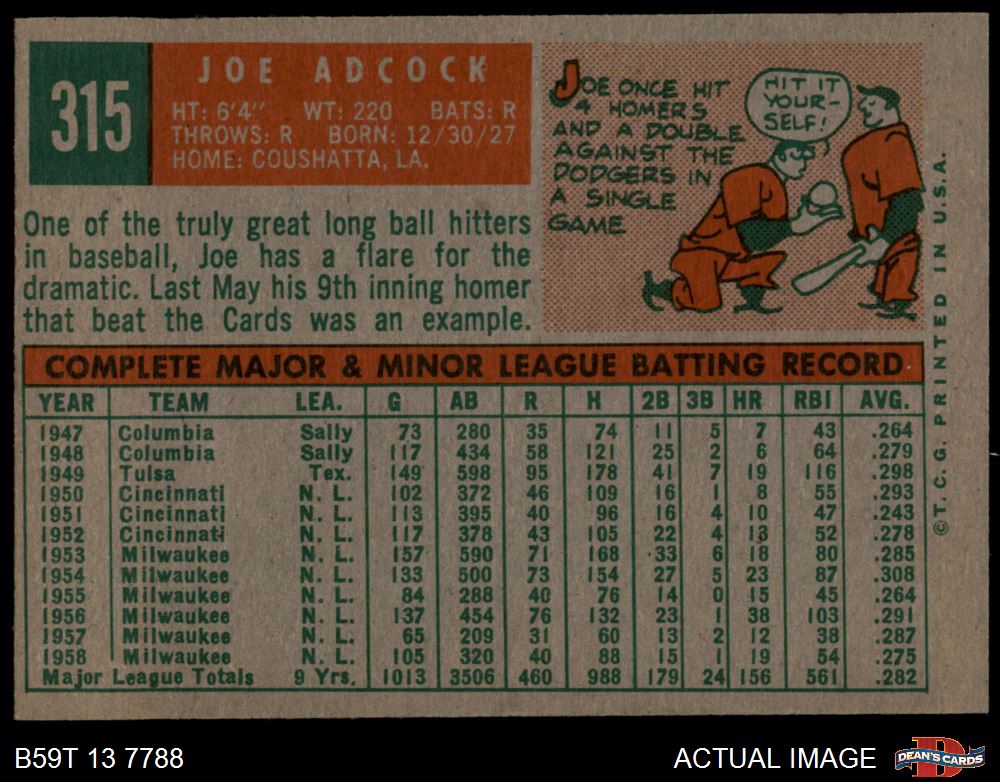 315
JOE ADCOCK
HT: 6'4" WT: 220 BATS: R
THROWS: R BORN: 12/30/27
HOME: COUSHATTA, LA.
JOE ONCE HIT
4 HOMERS
AND A DOUBLE
AGAINST THE
DODGERS IN
A SINGLE
GAME
HIT IT
YOUR-
SELF!
One of the truly great long ball hitters
in baseball, Joe has a flare for the
dramatic. Last May his 9th inning homer
that beat the Cards was an example.
COMPLETE MAJOR & MINOR LEAGUE BATTING RECORD.
YEAR TEAM LEA. G AB R H 2B 3B HR RBI AVG.
1947 Columbia Sally 73 280 35 74 11 5 7 43 .264
1948 Columbia Sally 117 434 58 121 25 2 6 64 .279
1949 Tulsa Tex. 149 598 95 178 41 7 19 116 .298
1950 Cincinnati N. L. 102 372 46 109 16 1 8 55 .293
1951 Cincinnati N. L. 113 395 40 96 16 4 10 47 .243
1952 Cincinnati N. L. 117 378 43 105 22 4 13 52 .278
1953 Milwaukee N. L. 157 590 71 168 33 6 18 80 .285
1954 Milwaukee N. L. 133 500 73 154 27 5 23 87 .308
1955 Milwaukee N. L. 84 288 40 76 14 0 15 45 .264
1956 Milwaukee N. L. 137 454 76 132 23 1 38 103 .291
1957 Milwaukee N. L. 65 209 31 60 13 2 12 38 .287
1958 Milwaukee N. L. 105 320 40 88 15 1 19 54 .275
Major League Totals 9 Yrs. 1013 3506 460 988 179 24 156 561 .282
©T.C.G. PRINTED IN U.S.A.
B59T 13 7788
ACTUAL IMAGE
D
DEAN'S CARDS